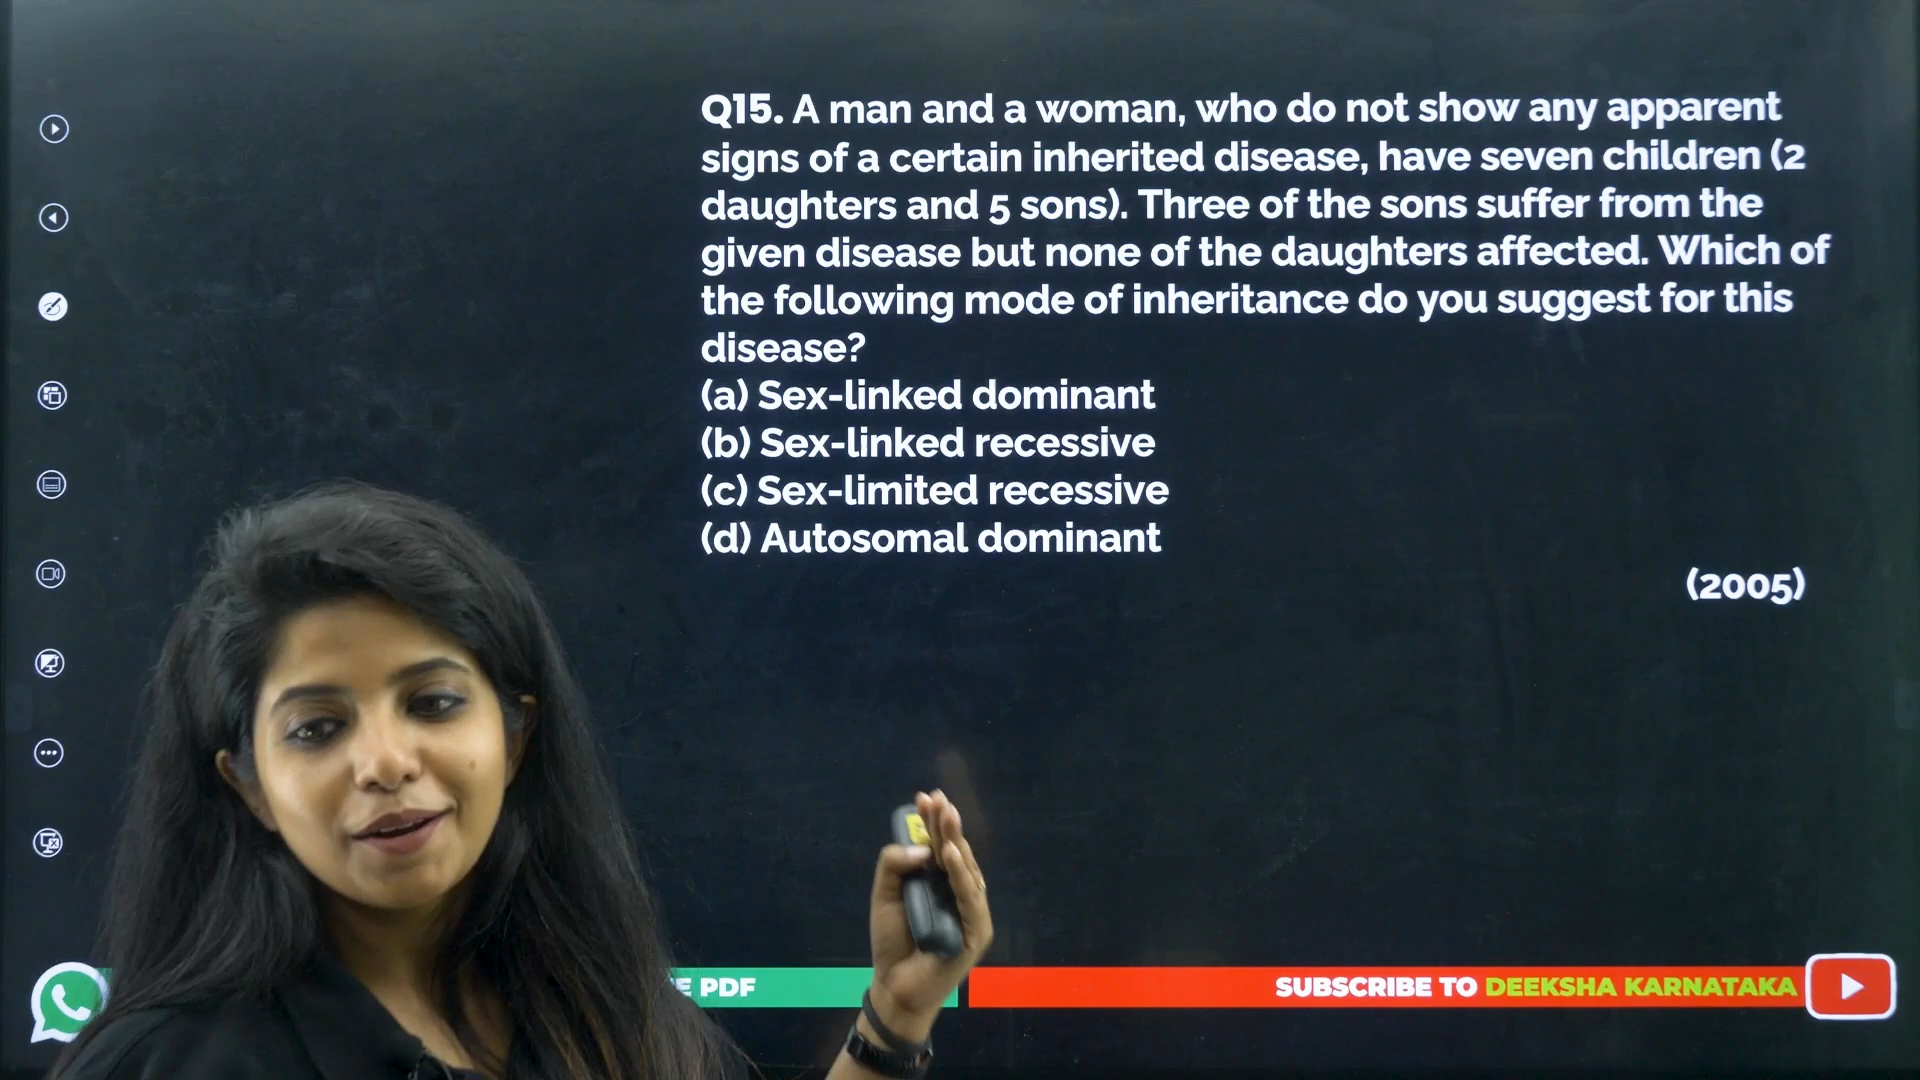 Q15. A man and a woman, who do not show any apparent
signs of a certain inherited disease, have seven children (2
daughters and 5 sons). Three of the sons suffer from the
given disease but none of the daughters affected. Which of
the following mode of inheritance do you suggest for this
disease?
(a) Sex-linked dominant
(b) Sex-linked recessive
(c) Sex-limited recessive
(d) Autosomal dominant
(2005)
PDF
SUBSCRIBE TO DEEKSHA KARNATAKA